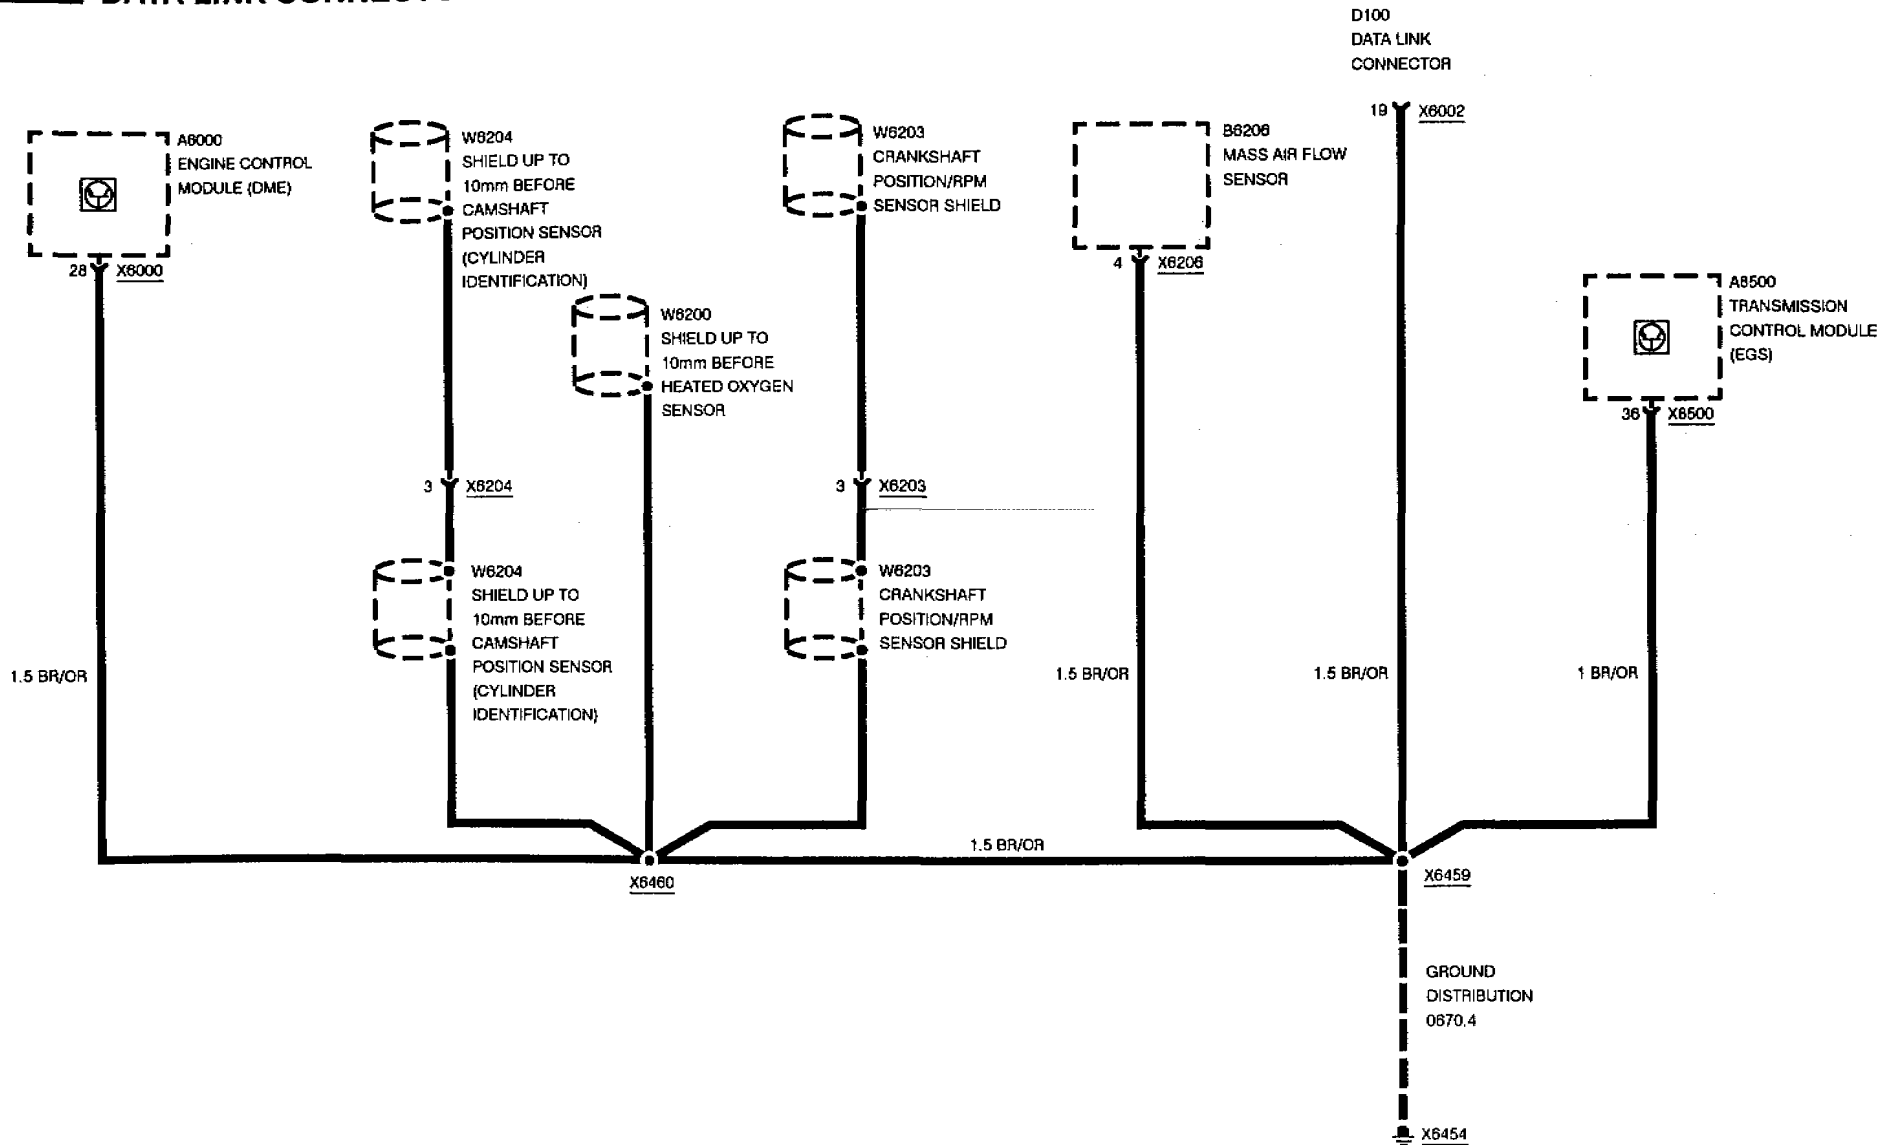 D100
DATA LINK
CONNECTOR
19 X6002
A6000
ENGINE CONTROL
MODULE (DME)
28 X6000
W6204
SHIELD UP TO
10mm BEFORE
CAMSHAFT
POSITION SENSOR
(CYLINDER
IDENTIFICATION)
W6200
SHIELD UP TO
10mm BEFORE
HEATED OXYGEN
SENSOR
W6203
CRANKSHAFT
POSITION/RPM
SENSOR SHIELD
B6206
MASS AIR FLOW
SENSOR
4 X6206
A8500
TRANSMISSION
CONTROL MODULE
(EGS)
36 X8500
3 X6204
3 X6203
W6204
SHIELD UP TO
10mm BEFORE
CAMSHAFT
POSITION SENSOR
(CYLINDER
IDENTIFICATION)
W6203
CRANKSHAFT
POSITION/RPM
SENSOR SHIELD
1.5 BR/OR
1.5 BR/OR
1.5 BR/OR
1 BR/OR
1.5 BR/OR
X6460
X6459
GROUND
DISTRIBUTION
0670.4
X6454